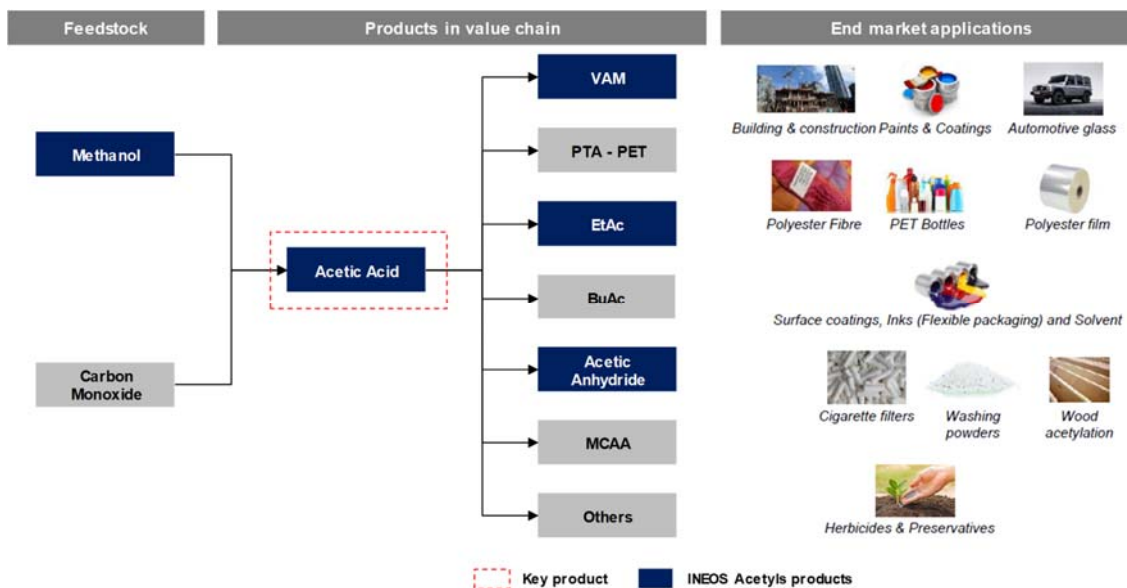 Feedstock
Products in value chain
End market applications
VAM
Building & construction
Paints & Coatings
Automotive glass
Methanol
PTA - PET
Polyester Fibre
PET Bottles
Polyester film
EtAc
Acetic Acid
BuAc
Surface coatings, Inks (Flexible packaging) and Solvent
Carbon
Monoxide
Acetic
Anhydride
Cigarette filters
Washing
powders
Wood
acetylation
MCAA
Others
Herbicides & Preservatives
Key product
INEOS Acetyls products